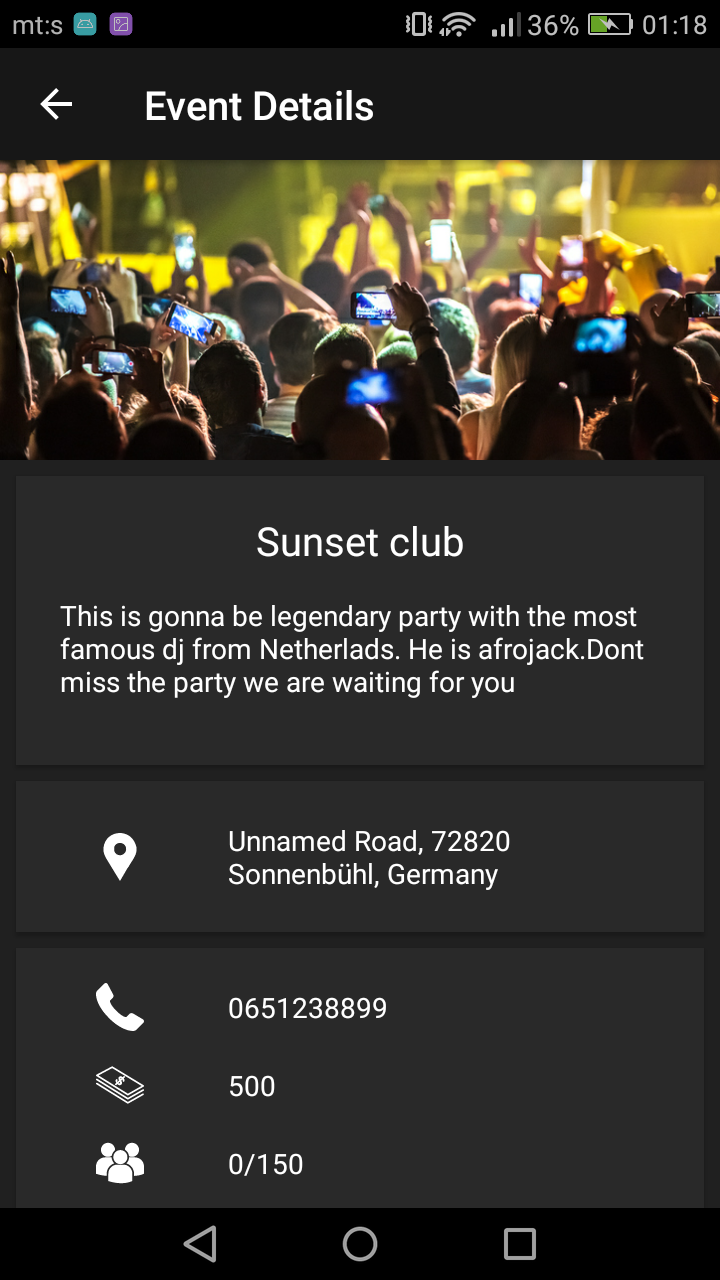 mt:s 36% 01:18
Event Details
Sunset club
This is gonna be legendary party with the most
famous dj from Netherlads. He is afrojack.Dont
miss the party we are waiting for you
Unnamed Road, 72820
Sonnenbühl, Germany
0651238899
500
0/150